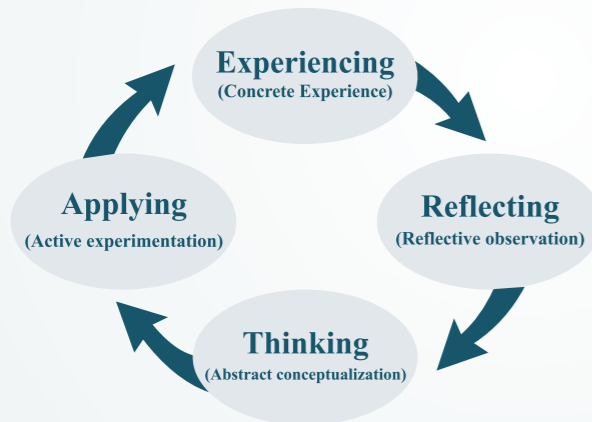 Experiencing
(Concrete Experience)
Reflecting
(Reflective observation)
Thinking
(Abstract conceptualization)
Applying
(Active experimentation)